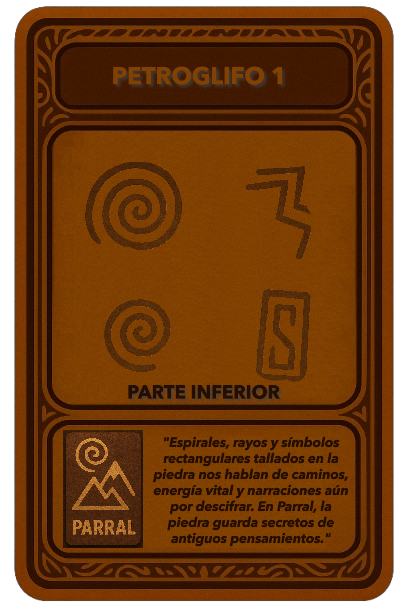 PETROGLIFO 1
PARTE INFERIOR
PARRAL
"Espirales, rayos y símbolos
rectangulares tallados en la
piedra nos hablan de caminos,
energía vital y narraciones aún
por descifrar. En Parral, la
piedra guarda secretos de
antiguos pensamientos."